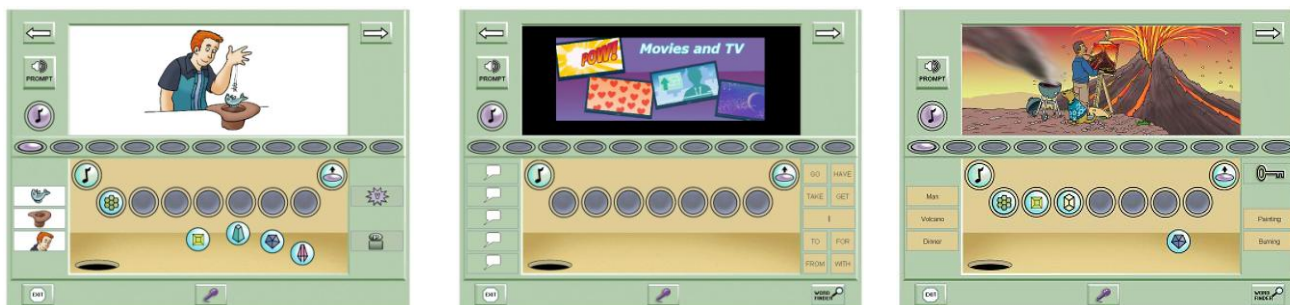 PROMPT
EXIT
POW!
Movies and TV
PROMPT
GO HAVE
TAKE GET
I
TO FOR
FROM WITH
EXIT
WORD
FINDER
PROMPT
Man
Volcano
Dinner
Painting
Burning
EXIT
WORD
FINDER